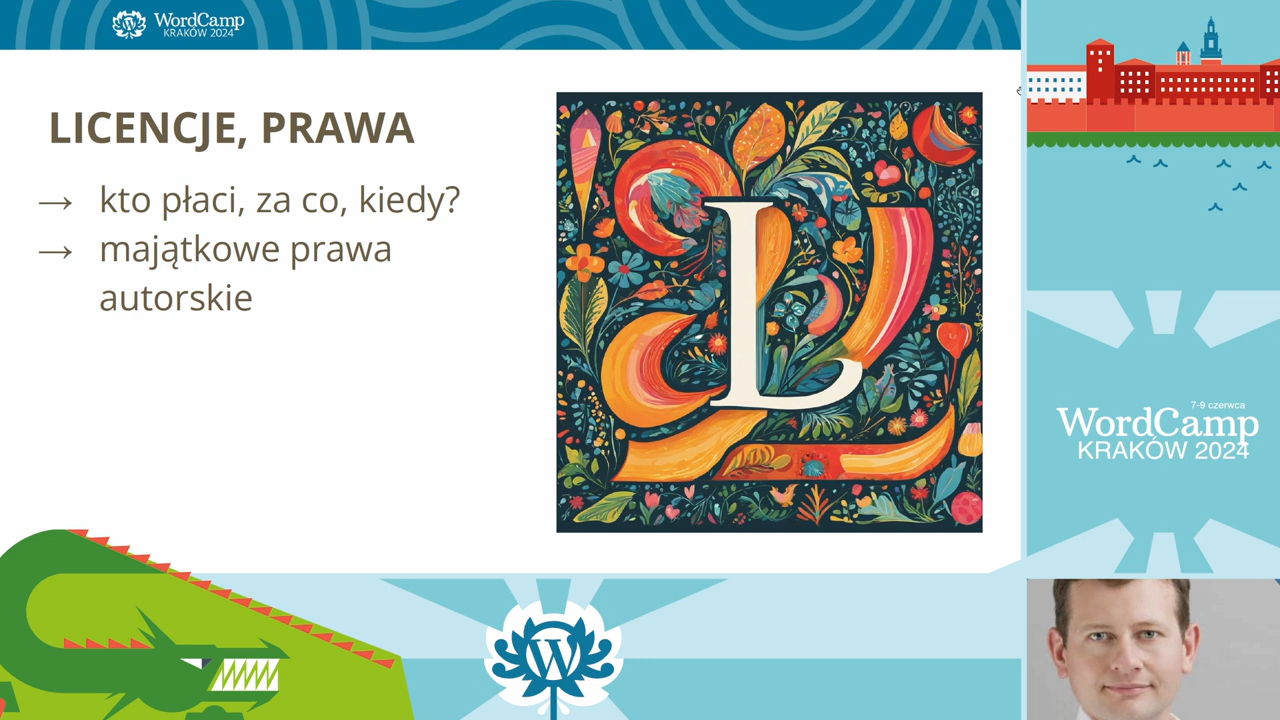 WordCamp
KRAKÓW 2024
LICENCJE, PRAWA
→ kto płaci, za co, kiedy?
→ majątkowe prawa
autorskie
L
7-9 czerwca
WordCamp
KRAKÓW 2024
W